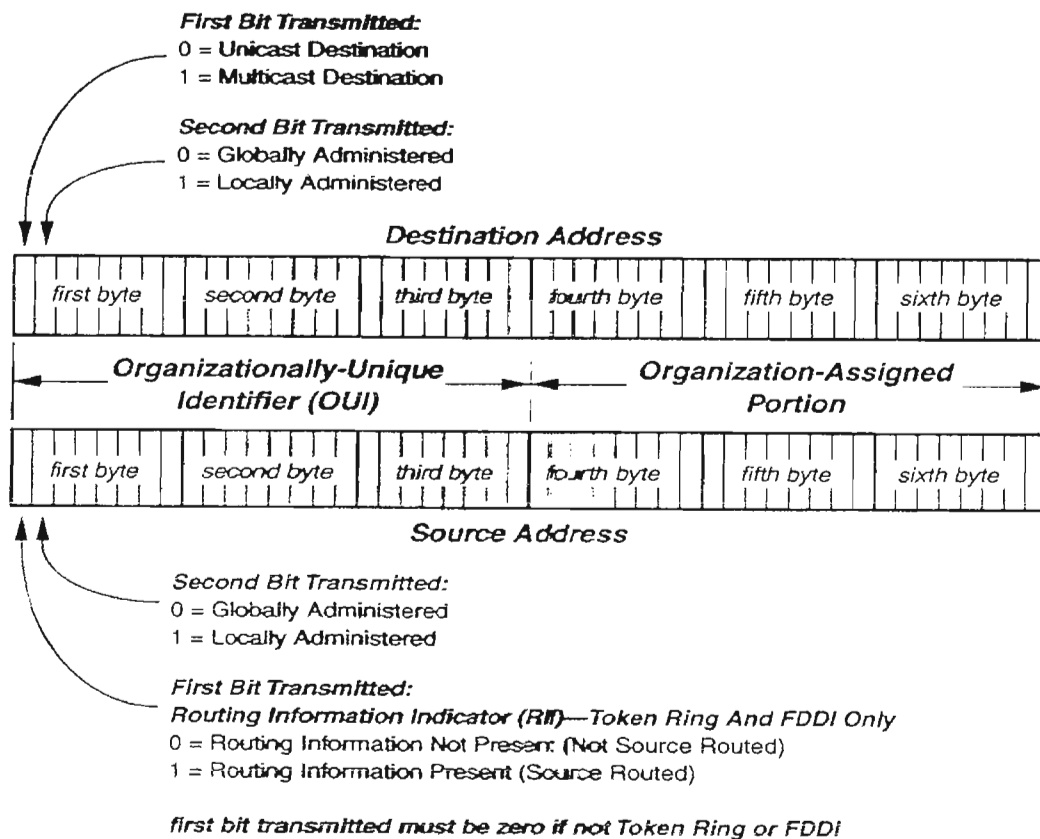 First Bit Transmitted:
0 = Unicast Destination
1 = Multicast Destination
Second Bit Transmitted:
0 = Globally Administered
1 = Locally Administered
Destination Address
first byte second byte third byte fourth byte fifth byte sixth byte
Organizationally-Unique
Identifier (OUI)
Organization-Assigned
Portion
first byte second byte third byte fourth byte fifth byte sixth byte
Source Address
Second Bit Transmitted:
0 = Globally Administered
1 = Locally Administered
First Bit Transmitted:
Routing Information Indicator (RII)—Token Ring And FDDI Only
0 = Routing Information Not Present (Not Source Routed)
1 = Routing Information Present (Source Routed)
first bit transmitted must be zero if not Token Ring or FDDI